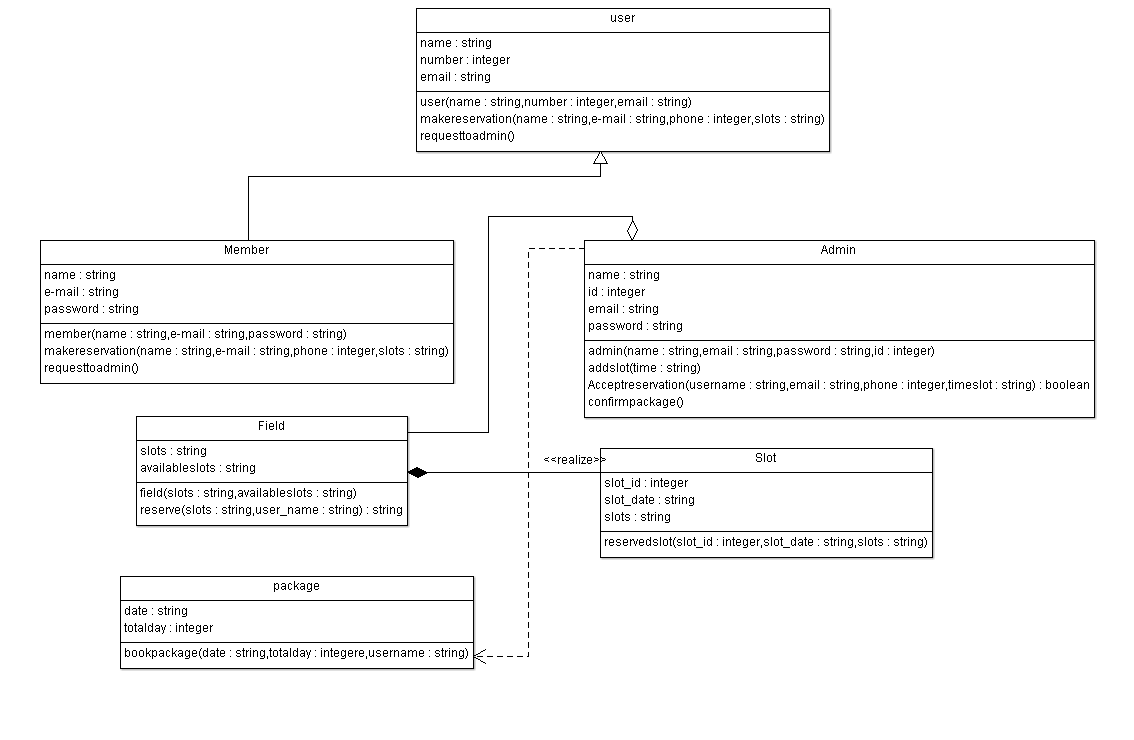 user
name : string
number : integer
email : string
user(name : string,number : integer,email : string)
makereservation(name : string,e-mail : string,phone : integer,slots : string)
requesttoadmin()
Member
name : string
e-mail : string
password : string
member(name : string,e-mail : string,password : string)
makereservation(name : string,e-mail : string,phone : integer,slots : string)
requesttoadmin()
Admin
name : string
id : integer
email : string
password : string
admin(name : string,email : string,password : string,id : integer)
addslot(time : string)
Acceptreservation(username : string,email : string,phone : integer,timeslot : string) : boolean
confirmpackage()
Field
slots : string
availableslots : string
field(slots : string,availableslots : string)
reserve(slots : string,user_name : string) : string
<<realize>>
Slot
slot_id : integer
slot_date : string
slots : string
reservedslot(slot_id : integer,slot_date : string,slots : string)
package
date : string
totalday : integer
bookpackage(date : string,totalday : integere,username : string)